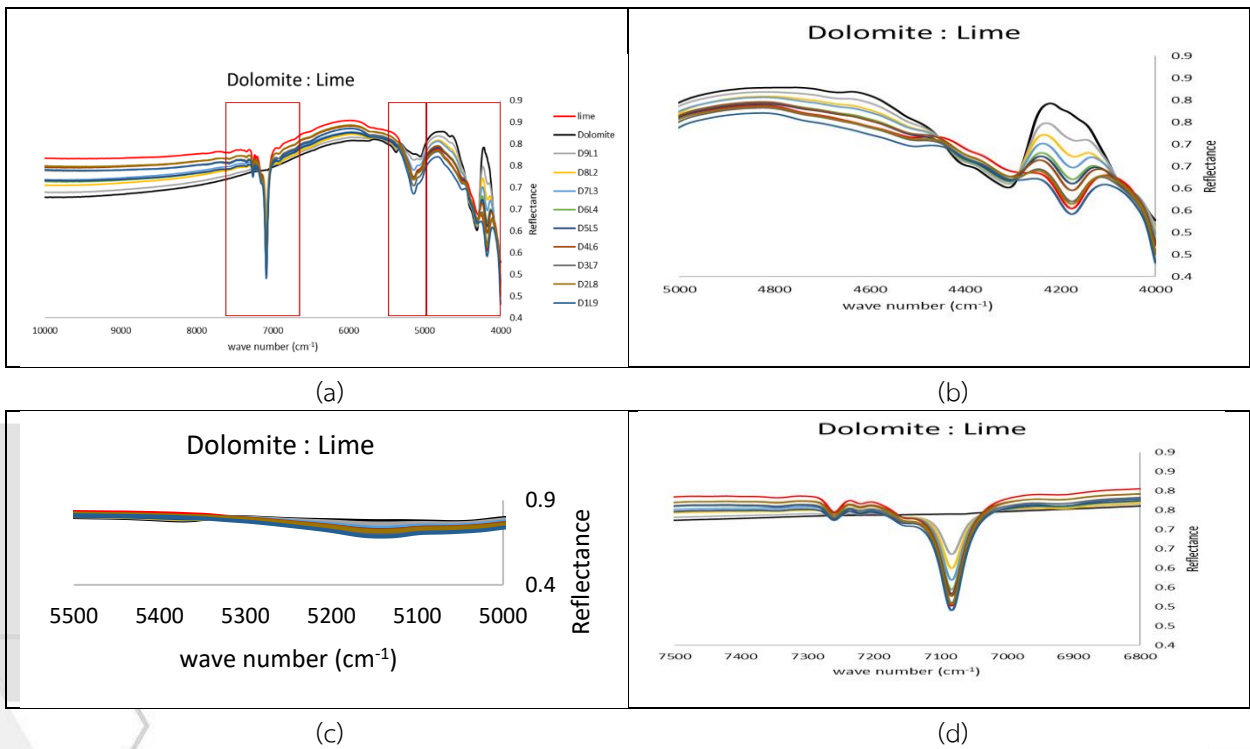 Dolomite : Lime
0.9
0.9
0.8
0.8
0.7
0.7
0.6
0.6
0.5
0.5
0.4
Reflectance
10000 9000 8000 7000 6000 5000 4000
wave number (cm⁻¹)
lime
Dolomite
D9L1
D8L2
D7L3
D6L4
D5L5
D4L6
D3L7
D2L8
D1L9
(a)
Dolomite : Lime
0.9
0.9
0.8
0.8
0.7
0.7
0.6
0.6
0.5
0.5
0.4
Reflectance
5000 4800 4600 4400 4200 4000
wave number (cm⁻¹)
(b)
Dolomite : Lime
0.9
0.4
Reflectance
5500 5400 5300 5200 5100 5000
wave number (cm⁻¹)
(c)
Dolomite : Lime
0.9
0.9
0.8
0.8
0.7
0.7
0.6
0.6
0.5
0.5
0.4
Reflectance
7500 7400 7300 7200 7100 7000 6900 6800
wave number (cm⁻¹)
(d)